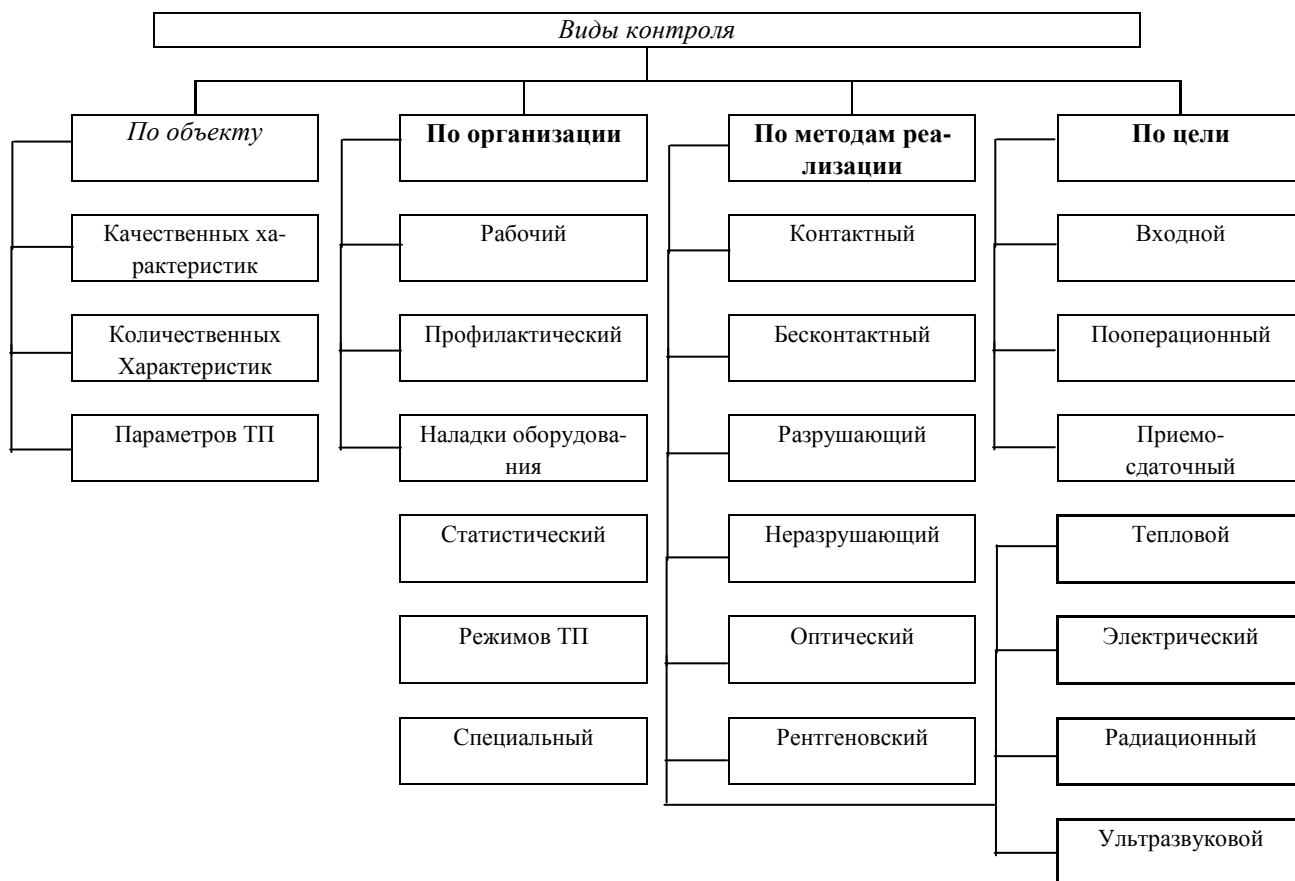 Виды контроля
По объекту
По организации
По методам реа-
лизации
По цели
Качественных ха-
рактеристик
Рабочий
Контактный
Входной
Количественных
Характеристик
Профилактический
Бесконтактный
Пооперационный
Параметров ТП
Наладки оборудова-
ния
Разрушающий
Приемо-
сдаточный
Статистический
Неразрушающий
Тепловой
Режимов ТП
Оптический
Электрический
Специальный
Рентгеновский
Радиационный
Ультразвуковой